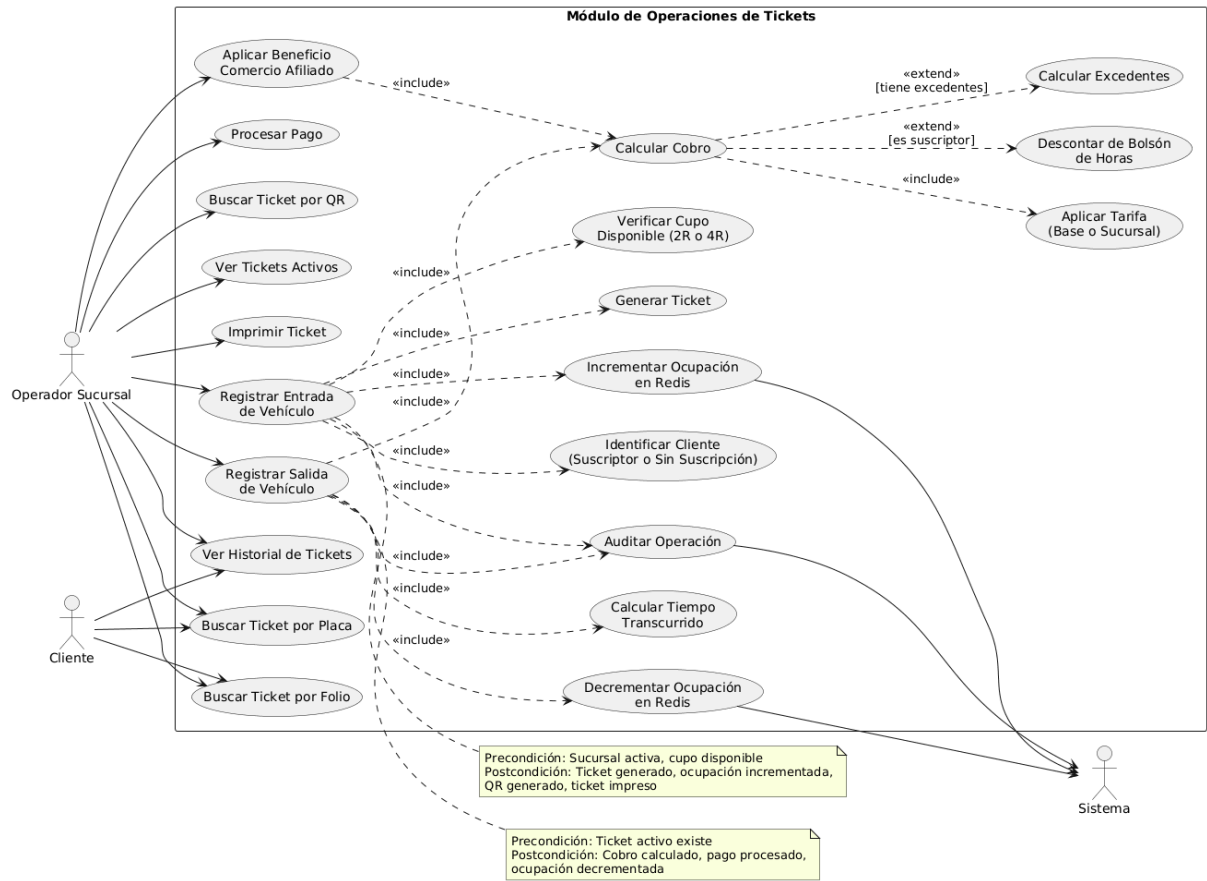 Módulo de Operaciones de Tickets
Aplicar Beneficio
Comercio Afiliado
Procesar Pago
Buscar Ticket por QR
Ver Tickets Activos
Imprimir Ticket
Registrar Entrada
de Vehículo
Registrar Salida
de Vehículo
Ver Historial de Tickets
Buscar Ticket por Placa
Buscar Ticket por Folio
Operador Sucursal
Cliente
«include»
«include»
«include»
«include»
«include»
«include»
«include»
«include»
«include»
«include»
Calcular Cobro
Verificar Cupo
Disponible (2R o 4R)
Generar Ticket
Incrementar Ocupación
en Redis
Identificar Cliente
(Suscriptor o Sin Suscripción)
Auditar Operación
Calcular Tiempo
Transcurrido
Decrementar Ocupación
en Redis
«extend»
[tiene excedentes]
«extend»
[es suscriptor]
«include»
Calcular Excedentes
Descontar de Bolsón
de Horas
Aplicar Tarifa
(Base o Sucursal)
Sistema
Precondición: Sucursal activa, cupo disponible
Postcondición: Ticket generado, ocupación incrementada,
QR generado, ticket impreso
Precondición: Ticket activo existe
Postcondición: Cobro calculado, pago procesado,
ocupación decrementada